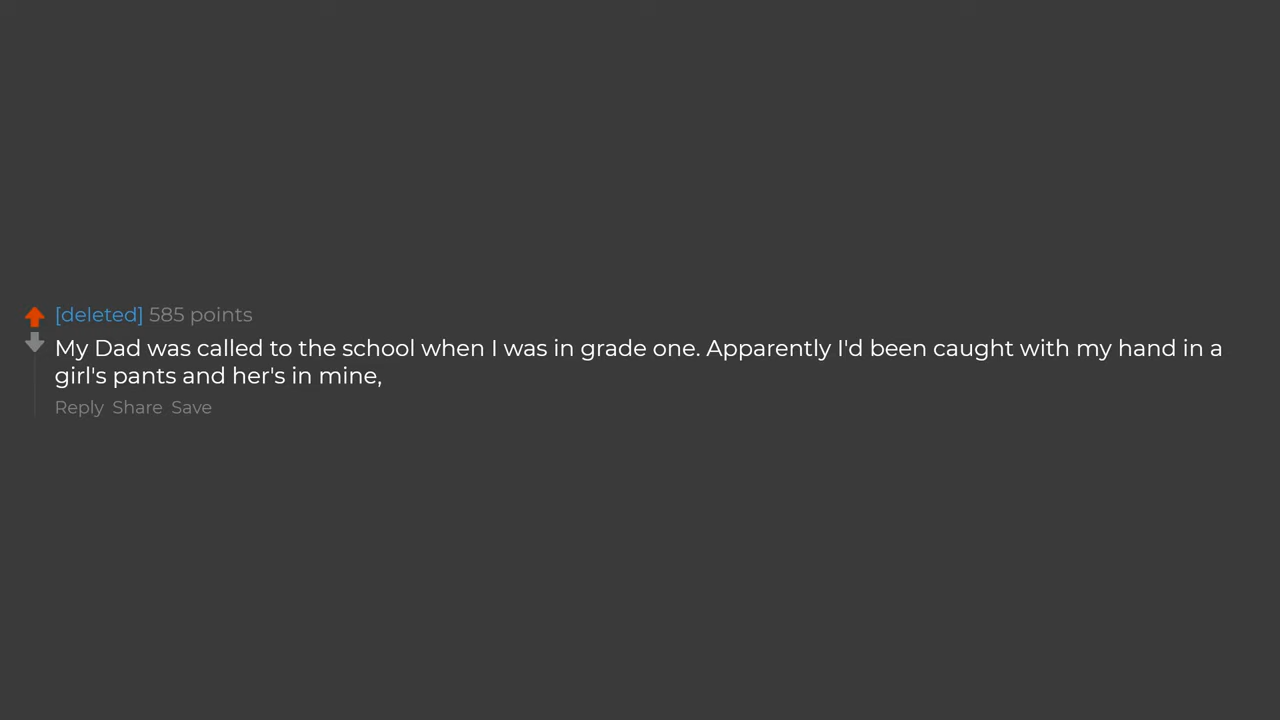 [deleted] 585 points
My Dad was called to the school when I was in grade one. Apparently I'd been caught with my hand in a
girl's pants and her's in mine,
Reply Share Save